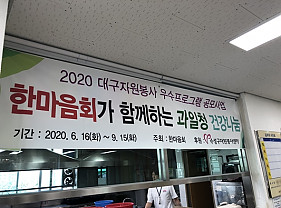 2020 대구자원봉사 우수프로그램 공모사업
한마음회가 함께하는 과일청 건강나눔
기간 : 2020. 6.16(화) ~ 9.15(화) 주최 : 한마음회 후원